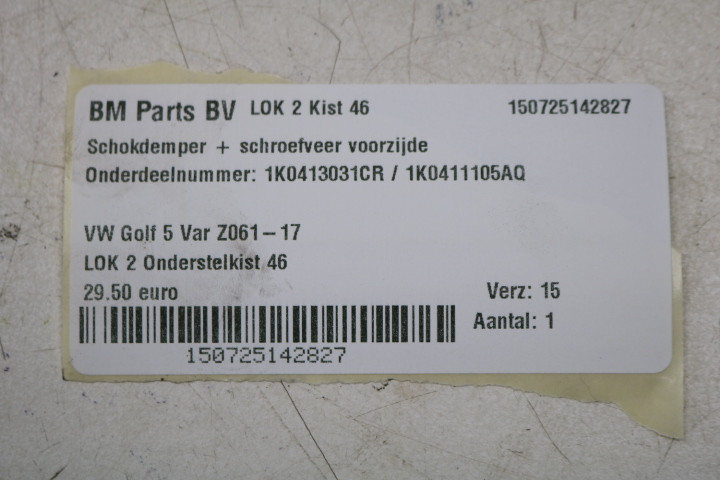 BM Parts BV LOK 2 Kist 46 150725142827
Schokdemper + schroefveer voorzijde
Onderdeelnummer: 1K0413031CR / 1K0411105AQ
VW Golf 5 Var Z061-17
LOK 2 Onderstelkist 46
29.50 euro Verz: 15
Aantal: 1
150725142827